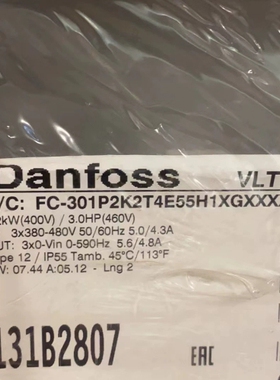 Danfoss VLT
/C: FC-301P2K2T4E55H1XGXXX
2kW(400V) / 3.0HP(460V)
3x380-480V 50/60Hz 5.0/4.3A
UT: 3x0-Vin 0-590Hz 5.6/4.8A
ype 12 / IP55 Tamb. 45°C/113°F
V: 07.44 A:05.12 - Lng 2
131B2807
EAC